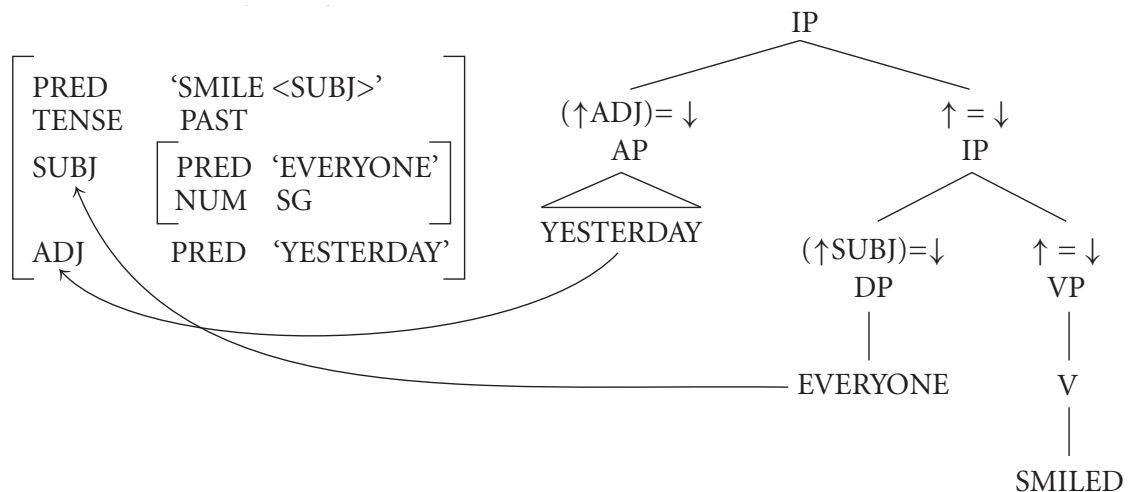 PRED ‘SMILE <SUBJ>’
TENSE PAST
SUBJ PRED ‘EVERYONE’
NUM SG
ADJ PRED ‘YESTERDAY’
IP
(↑ADJ)= ↓ ↑ = ↓
AP IP
YESTERDAY
(↑SUBJ)=↓ ↑ = ↓
DP VP
EVERYONE V
SMILED